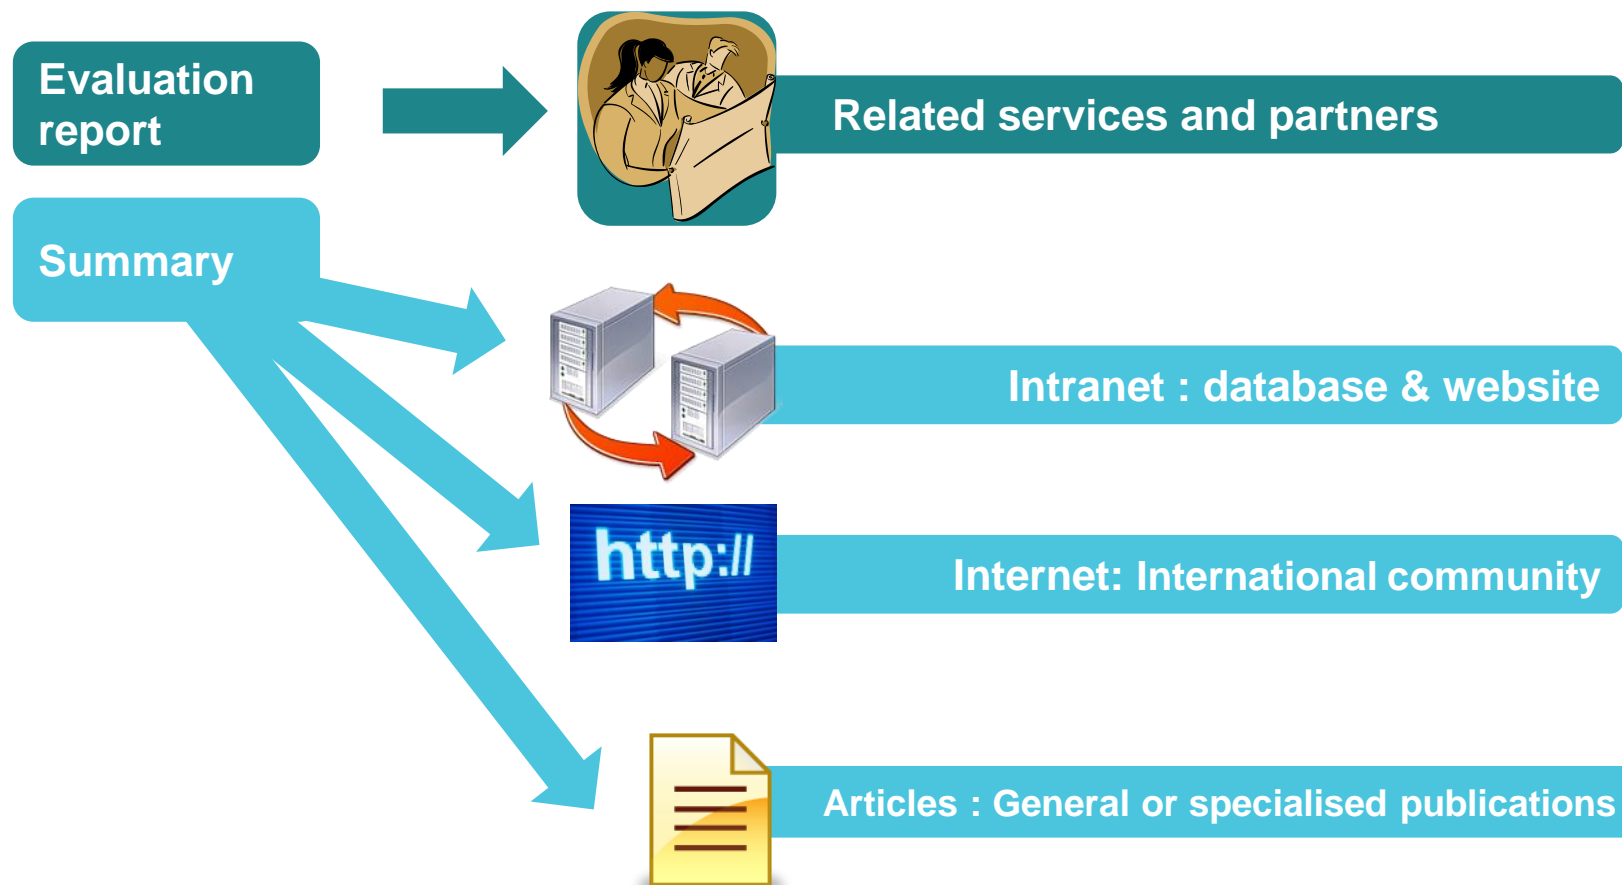 Evaluation
report
Related services and partners
Summary
Intranet : database & website
http://
Internet: International community
Articles : General or specialised publications